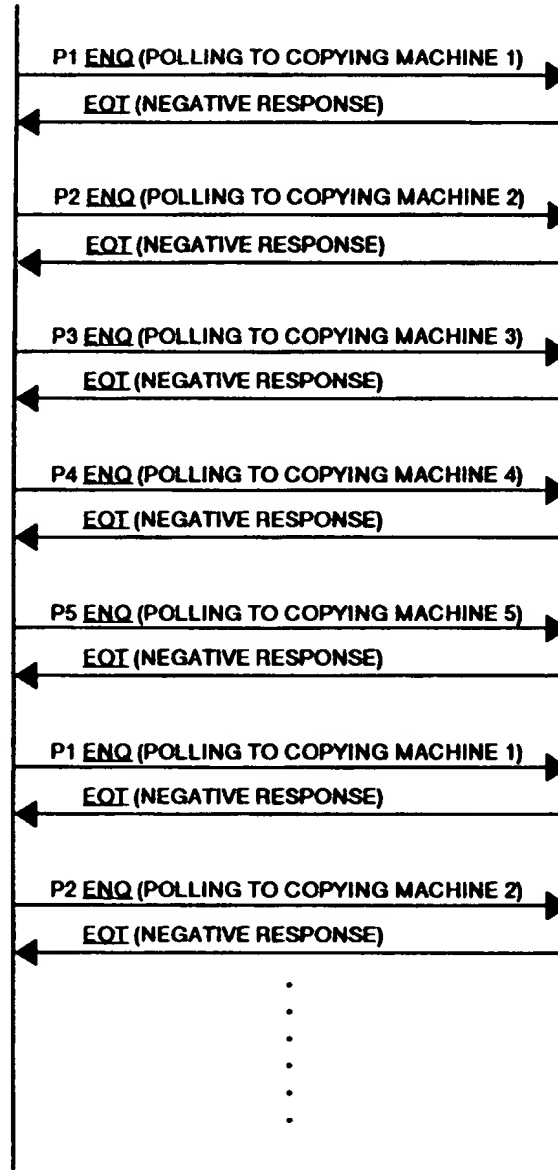 P1 ENQ (POLLING TO COPYING MACHINE 1)
EOT (NEGATIVE RESPONSE)
P2 ENQ (POLLING TO COPYING MACHINE 2)
EOT (NEGATIVE RESPONSE)
P3 ENQ (POLLING TO COPYING MACHINE 3)
EOT (NEGATIVE RESPONSE)
P4 ENQ (POLLING TO COPYING MACHINE 4)
EOT (NEGATIVE RESPONSE)
P5 ENQ (POLLING TO COPYING MACHINE 5)
EOT (NEGATIVE RESPONSE)
P1 ENQ (POLLING TO COPYING MACHINE 1)
EOT (NEGATIVE RESPONSE)
P2 ENQ (POLLING TO COPYING MACHINE 2)
EOT (NEGATIVE RESPONSE)